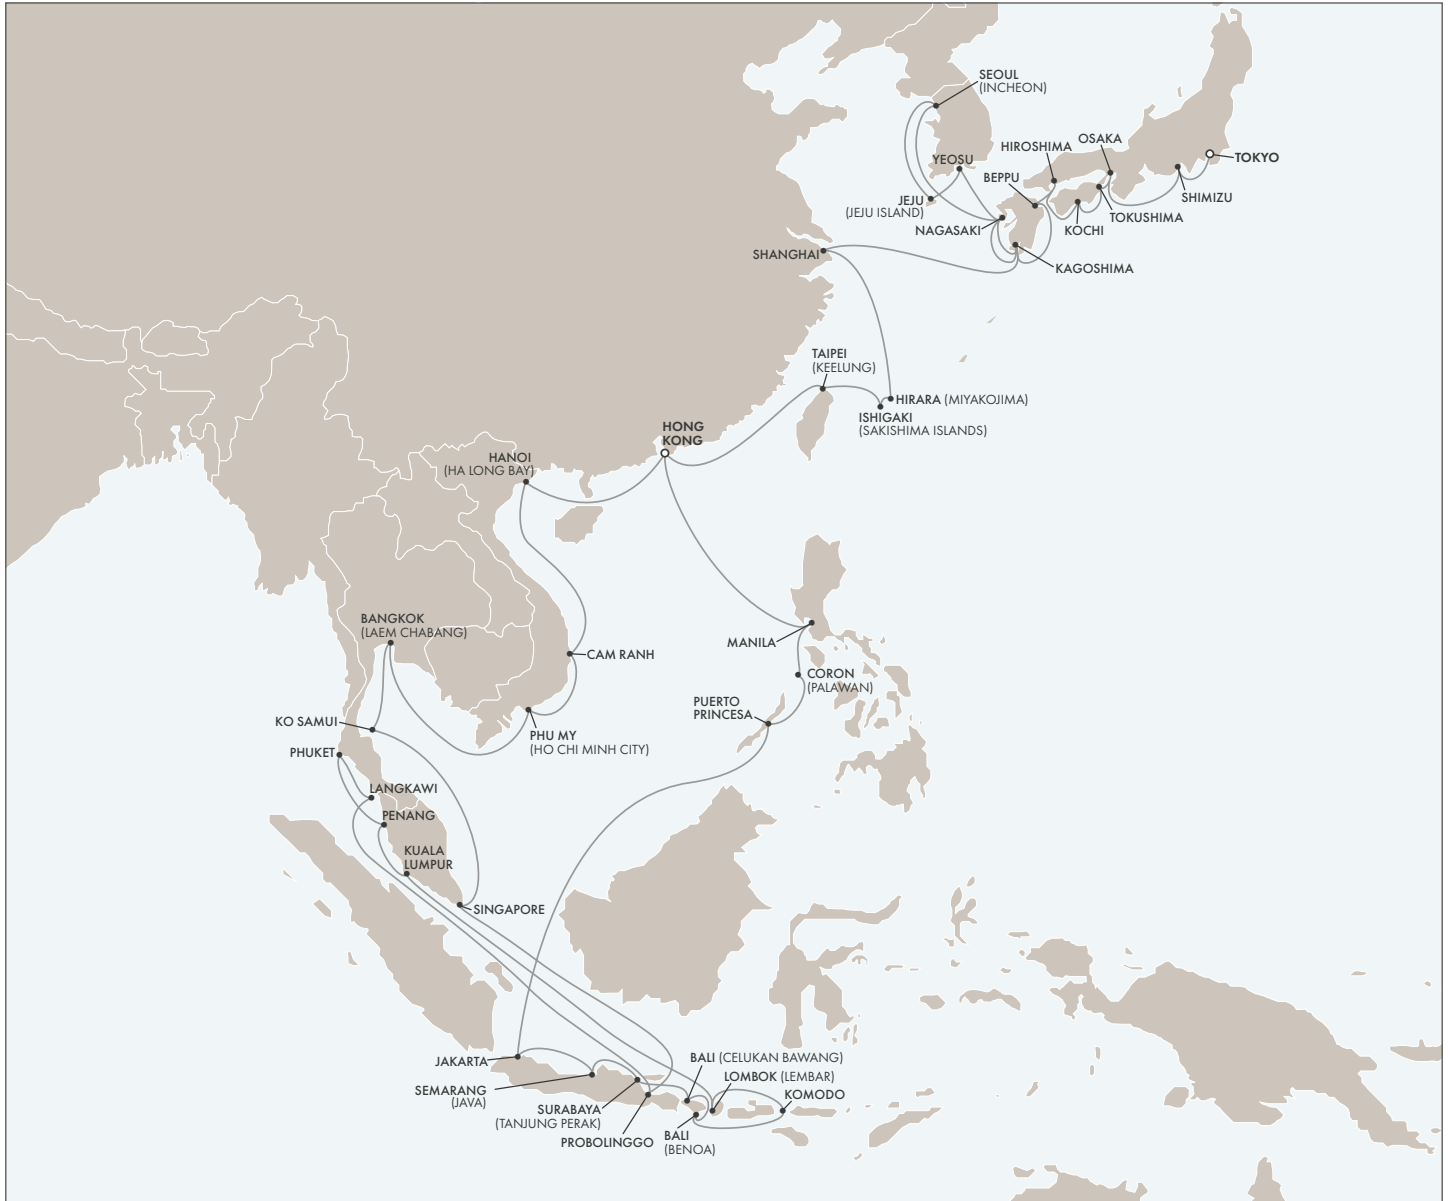 SEOUL
(INCHEON)
OSAKA
HIROSHIMA
YEOSU
TOKYO
BEPPU
SHIMIZU
JEJU
(JEJU ISLAND)
TOKUSHIMA
NAGASAKI
KOCHI
SHANGHAI
KAGOSHIMA
TAIPEI
(KEELUNG)
HIRARA (MIYAKOJIMA)
ISHIGAKI
(SAKISHIMA ISLANDS)
HONG
KONG
HANOI
(HA LONG BAY)
BANGKOK
(LAEM CHABANG)
MANILA
CAM RANH
CORON
(PALAWAN)
PUERTO
PRINCESA
KO SAMUI
PHU MY
(HO CHI MINH CITY)
PHUKET
LANGKAWI
PENANG
KUALA
LUMPUR
SINGAPORE
JAKARTA
BALI (CELUKAN BAWANG)
LOMBOK (LEMBAR)
KOMODO
SEMARANG
(JAVA)
SURABAYA
(TANJUNG PERAK)
PROBOLINGGO
BALI
(BENOA)